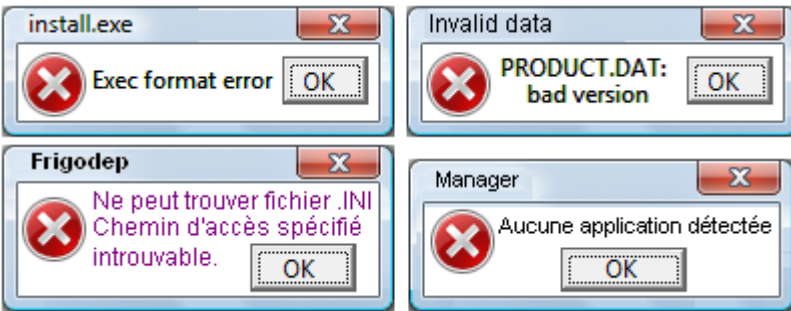 install.exe
Exec format error
OK
Invalid data
PRODUCT.DAT:
bad version
OK
Frigodep
Ne peut trouver fichier .INI
Chemin d'accès spécifié
introuvable.
OK
Manager
Aucune application détectée
OK